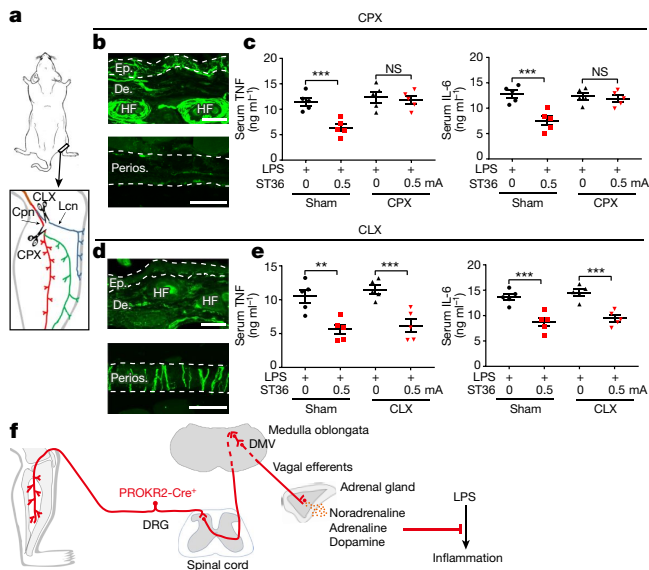 CPX
a
CLX
Cpn
Lcn
CPX
b
Ep.
De.
HF
HF
Perios.
c
Serum TNF
(ng ml−1)
20
15
10
5
0
***
NS
LPS + + + +
ST36 0 0.5 0 0.5 mA
Sham CPX
Serum IL-6
(ng ml−1)
20
15
10
5
0
***
NS
+ + + +
0 0.5 0 0.5 mA
Sham CPX
CLX
d
Ep.
De.
HF
HF
Perios.
e
Serum TNF
(ng ml−1)
15
10
5
0
**
***
LPS + + + +
ST36 0 0.5 0 0.5 mA
Sham CLX
Serum IL-6
(ng ml−1)
20
15
10
5
0
***
***
+ + + +
0 0.5 0 0.5 mA
Sham CLX
f
Medulla oblongata
DMV
Vagal efferents
PROKR2-Cre+
DRG
Spinal cord
Adrenal gland
Noradrenaline
Adrenaline
Dopamine
LPS
Inflammation